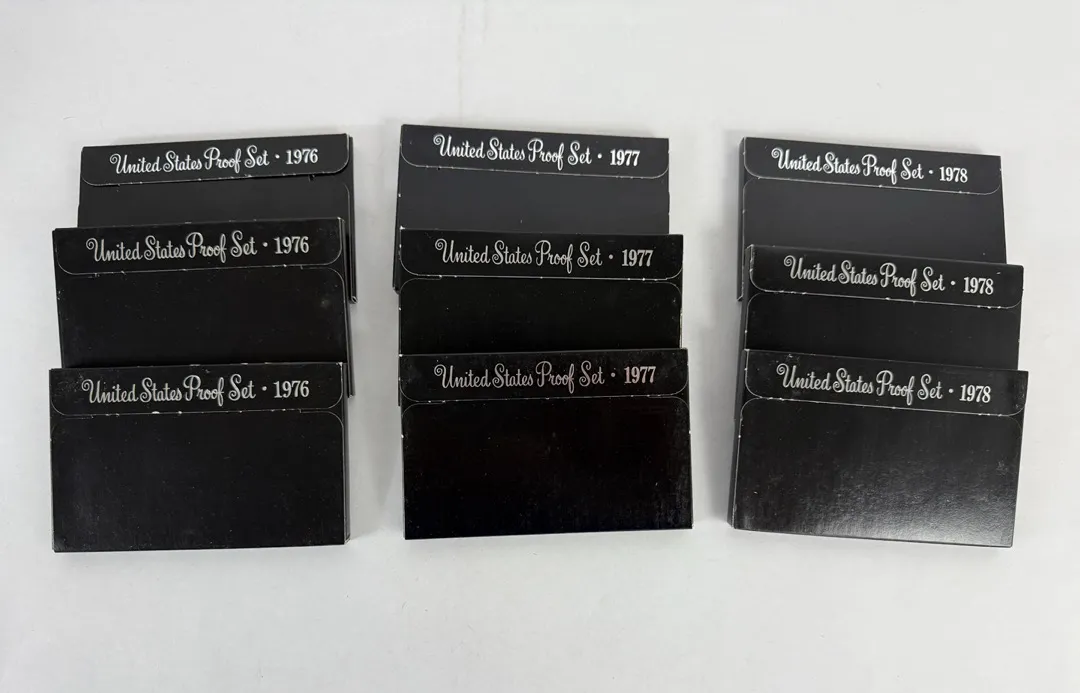 United States Proof Set • 1976
United States Proof Set • 1976
United States Proof Set • 1976
United States Proof Set • 1977
United States Proof Set • 1977
United States Proof Set • 1977
United States Proof Set • 1978
United States Proof Set • 1978
United States Proof Set • 1978